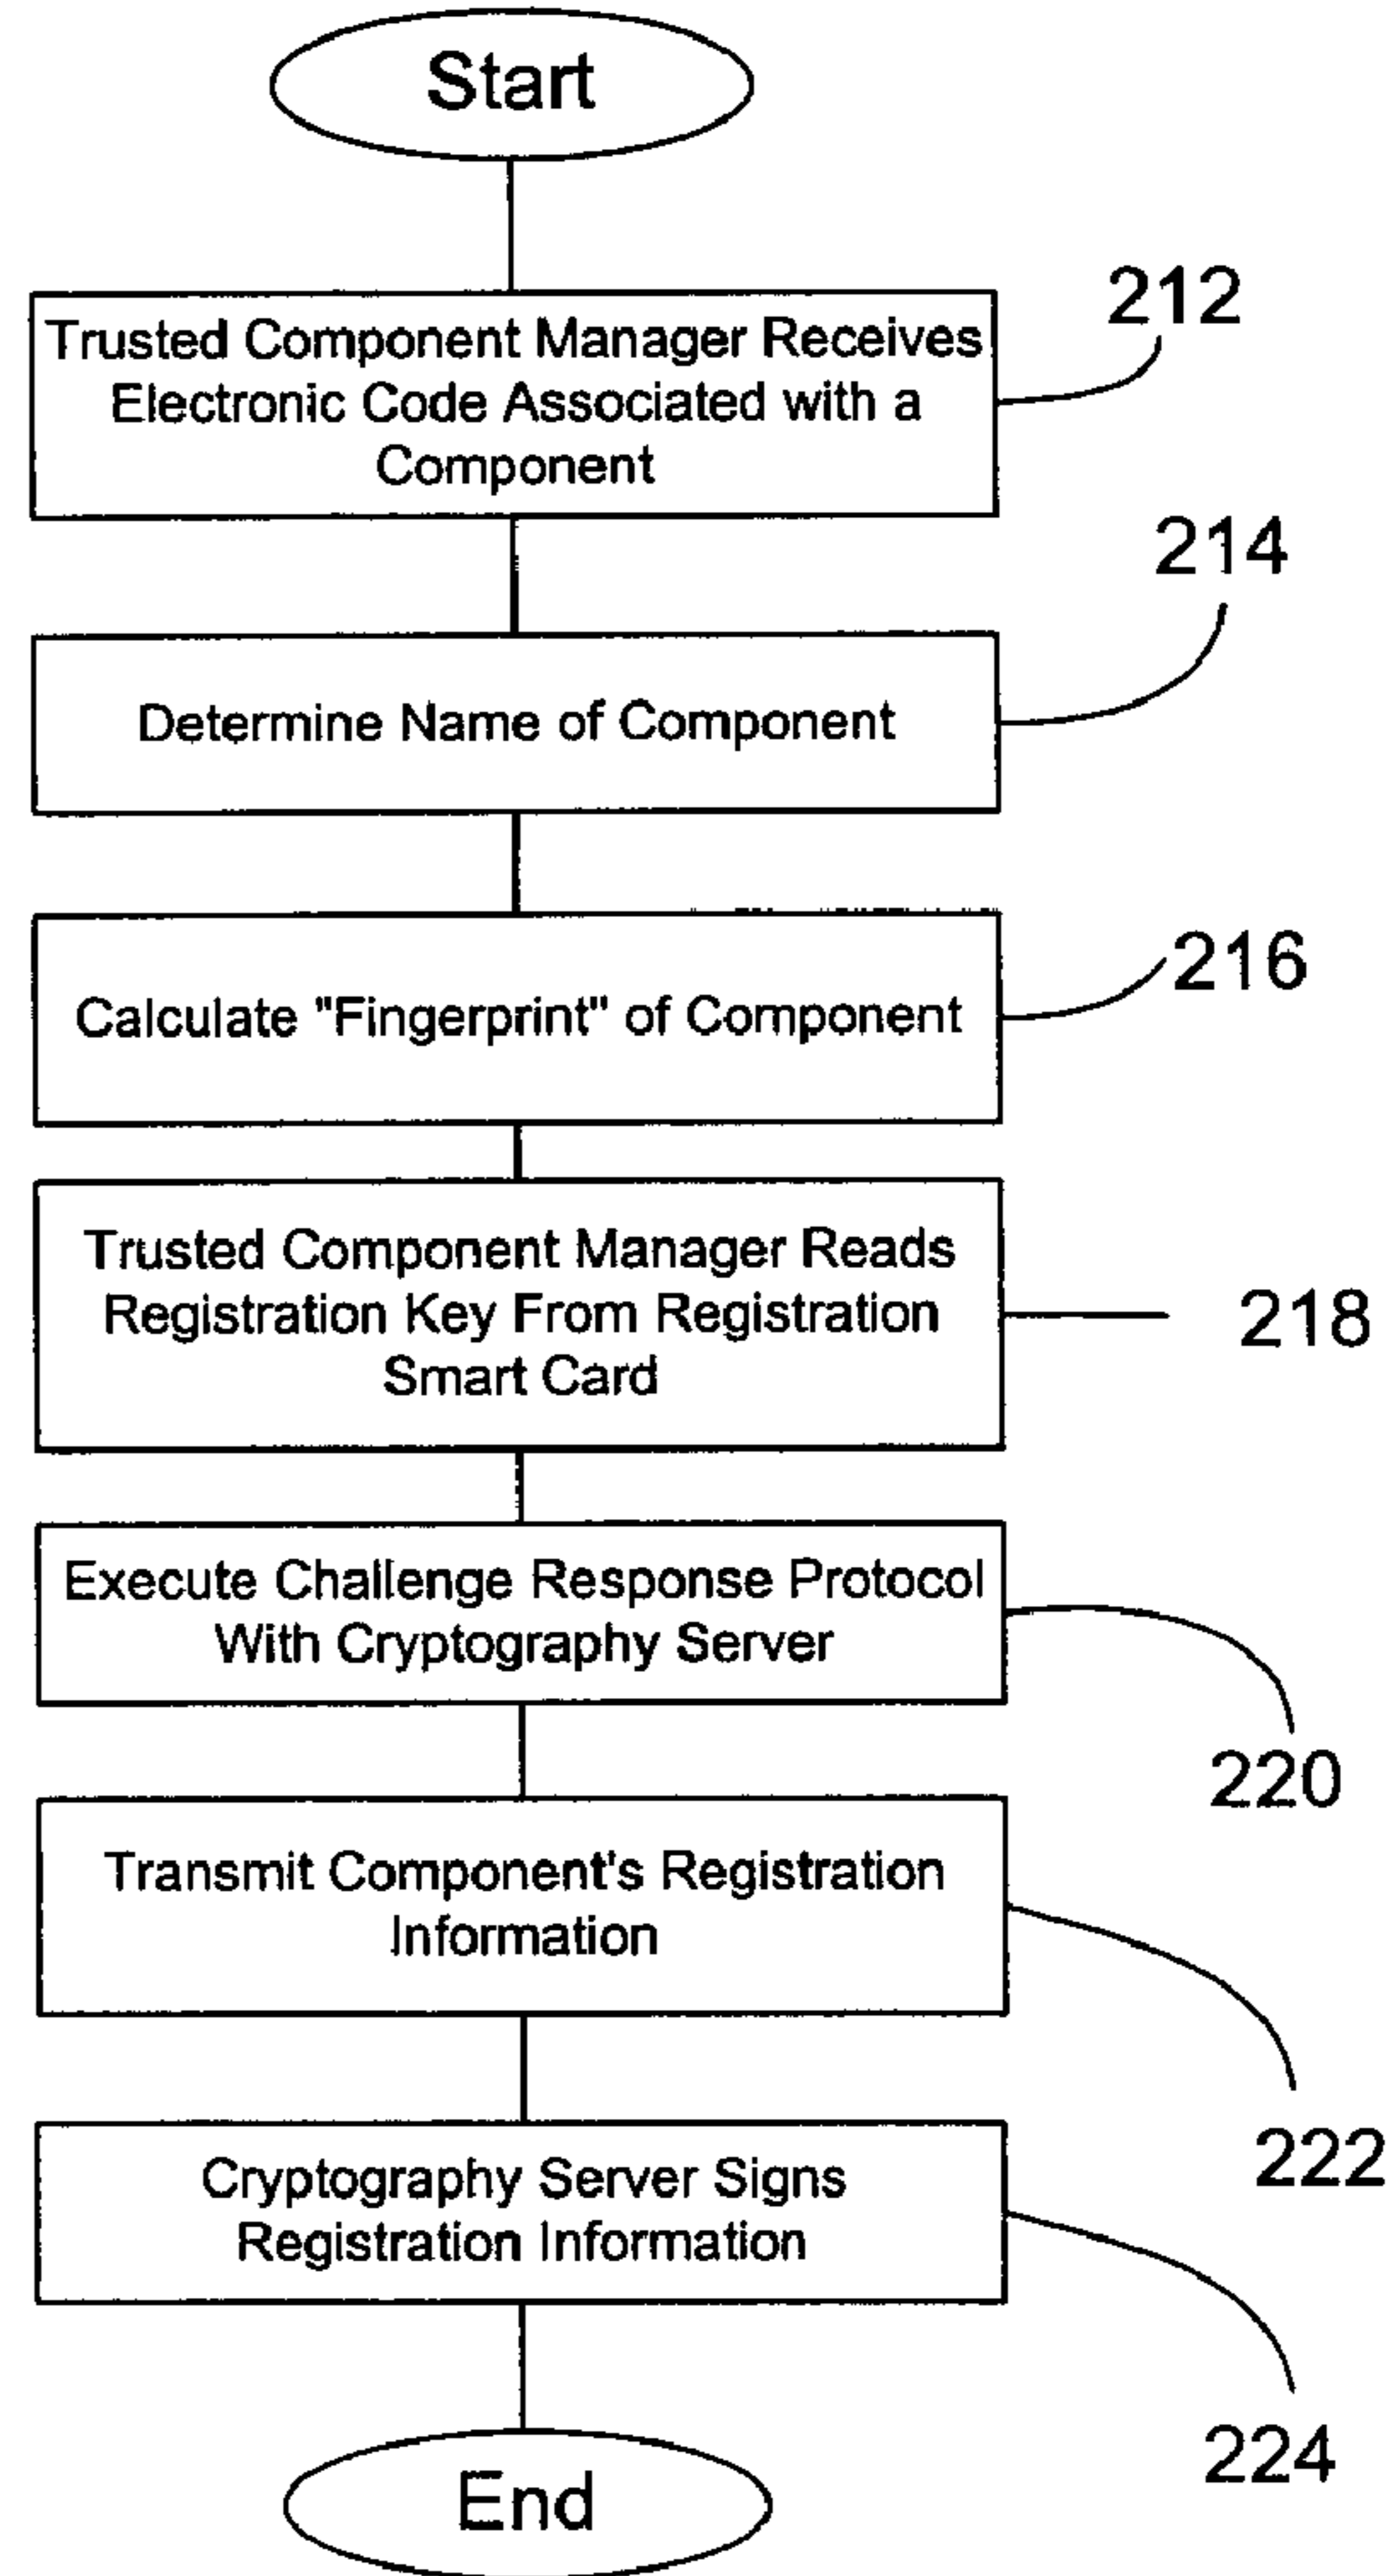 Start
Trusted Component Manager Receives
Electronic Code Associated with a
Component
212
Determine Name of Component
214
Calculate "Fingerprint" of Component
216
Trusted Component Manager Reads
Registration Key From Registration
Smart Card
218
Execute Challenge Response Protocol
With Cryptography Server
220
Transmit Component's Registration
Information
222
Cryptography Server Signs
Registration Information
224
End